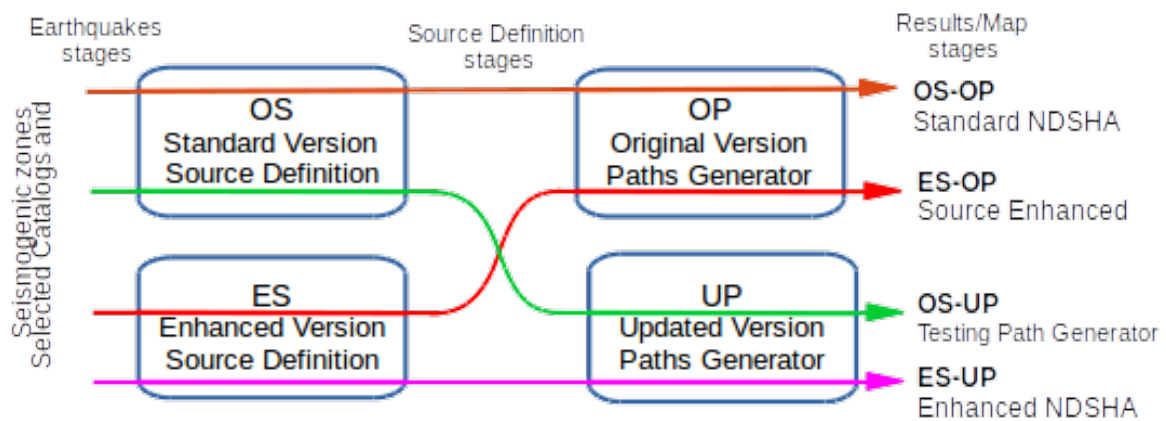 Earthquakes
stages
Source Definition
stages
Results/Map
stages
Seismogenic zones
Selected Catalogs and
OS
Standard Version
Source Definition
OP
Original Version
Paths Generator
OS-OP
Standard NDSHA
ES-OP
Source Enhanced
ES
Enhanced Version
Source Definition
UP
Updated Version
Paths Generator
OS-UP
Testing Path Generator
ES-UP
Enhanced NDSHA